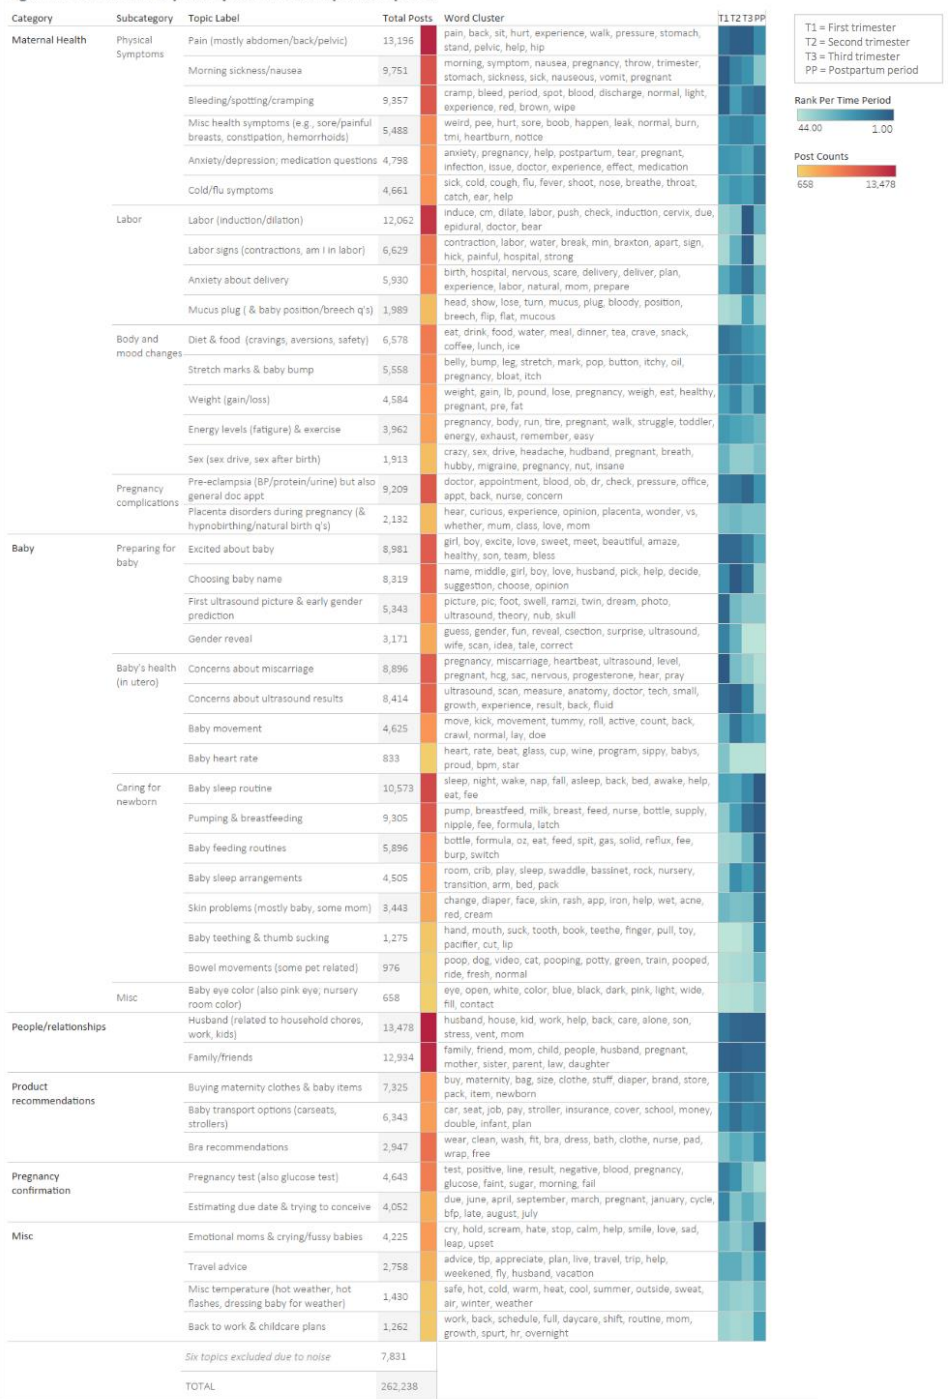 Category Subcategory Topic Label Total Posts Word Cluster T1 T2 T3 PP
T1 = First trimester
T2 = Second trimester
T3 = Third trimester
PP = Postpartum period
Rank Per Time Period
44.00 1.00
Post Counts
658 13,478
Maternal Health Physical Symptoms Pain (mostly abdomen/back/pelvic) 13,196 pain, back, sit, hurt, experience, walk, pressure, stomach,
stand, pelvic, help, hip
Morning sickness/nausea 9,751 morning, symptom, nausea, pregnancy, throw, trimester,
stomach, sickness, sick, nauseous, vomit, pregnant
Bleeding/spotting/cramping 9,357 cramp, bleed, period, spot, blood, discharge, normal, light,
experience, red, brown, wipe
Misc health symptoms (e.g., sore/painful
breasts, constipation, hemorrhoids) 5,488 weird, pee, hurt, sore, boob, happen, leak, normal, burn,
tmi, heartburn, notice
Anxiety/depression; medication questions 4,798 anxiety, pregnancy, help, postpartum, tear, pregnant,
infection, issue, doctor, experience, effect, medication
Cold/flu symptoms 4,661 sick, cold, cough, flu, fever, shoot, nose, breathe, throat,
catch, ear, help
Labor Labor (induction/dilation) 12,062 induce, cm, dilate, labor, push, check, induction, cervix, due,
epidural, doctor, bear
Labor signs (contractions, am I in labor) 6,629 contraction, labor, water, break, min, braxton, apart, sign,
hick, painful, hospital, strong
Anxiety about delivery 5,930 birth, hospital, nervous, scare, delivery, deliver, plan,
experience, labor, natural, mom, prepare
Mucus plug ( & baby position/breech q's) 1,989 head, show, lose, turn, mucus, plug, bloody, position,
breech, flip, flat, mucous
Body and
mood changes Diet & food (cravings, aversions, safety) 6,578 eat, drink, food, water, meal, dinner, tea, crave, snack,
coffee, lunch, ice
Stretch marks & baby bump 5,558 belly, bump, leg, stretch, mark, pop, button, itchy, oil,
pregnancy, bloat, itch
Weight (gain/loss) 4,584 weight, gain, lb, pound, lose, pregnancy, weigh, eat, healthy,
pregnant, pre, fat
Energy levels (fatigure) & exercise 3,962 pregnancy, body, run, tire, pregnant, walk, struggle, toddler,
energy, exhaust, remember, easy
Sex (sex drive, sex after birth) 1,913 crazy, sex, drive, headache, hudband, pregnant, breath,
hubby, migraine, pregnancy, nut, insane
Pregnancy
complications Pre-eclampsia (BP/protein/urine) but also
general doc appt 9,209 doctor, appointment, blood, ob, dr, check, pressure, office,
appt, back, nurse, concern
Placenta disorders during pregnancy (&
hypnobirthing/natural birth q's) 2,132 hear, curious, experience, opinion, placenta, wonder, vs,
whether, mum, class, love, mom
Baby Preparing for
baby Excited about baby 8,981 girl, boy, excite, love, sweet, meet, beautiful, amaze,
healthy, son, team, bless
Choosing baby name 8,319 name, middle, girl, boy, love, husband, pick, help, decide,
suggestion, choose, opinion
First ultrasound picture & early gender
prediction 5,343 picture, pic, foot, swell, ramzi, twin, dream, photo,
ultrasound, theory, nub, skull
Gender reveal 3,171 guess, gender, fun, reveal, csection, surprise, ultrasound,
wife, scan, idea, tale, correct
Baby's health
(in utero) Concerns about miscarriage 8,896 pregnancy, miscarriage, heartbeat, ultrasound, level,
pregnant, hcg, sac, nervous, progesterone, hear, pray
Concerns about ultrasound results 8,414 ultrasound, scan, measure, anatomy, doctor, tech, small,
growth, experience, result, back, fluid
Baby movement 4,625 move, kick, movement, tummy, roll, active, count, back,
crawl, normal, lay, doe
Baby heart rate 833 heart, rate, beat, glass, cup, wine, program, sippy, babys,
proud, bpm, star
Caring for
newborn Baby sleep routine 10,573 sleep, night, wake, nap, fall, asleep, back, bed, awake, help,
eat, fee
Pumping & breastfeeding 9,305 pump, breastfeed, milk, breast, feed, nurse, bottle, supply,
nipple, fee, formula, latch
Baby feeding routines 5,896 bottle, formula, oz, eat, feed, spit, gas, solid, reflux, fee,
burp, switch
Baby sleep arrangements 4,505 room, crib, play, sleep, swaddle, bassinet, rock, nursery,
transition, arm, bed, pack
Skin problems (mostly baby, some mom) 3,443 change, diaper, face, skin, rash, app, iron, help, wet, acne,
red, cream
Baby teething & thumb sucking 1,275 hand, mouth, suck, tooth, book, teethe, finger, pull, toy,
pacifier, cut, lip
Bowel movements (some pet related) 976 poop, dog, video, cat, pooping, potty, green, train, pooped,
ride, fresh, normal
Misc Baby eye color (also pink eye; nursery
room color) 658 eye, open, white, color, blue, black, dark, pink, light, wide,
fill, contact
People/relationships Husband (related to household chores,
work, kids) 13,478 husband, house, kid, work, help, back, care, alone, son,
stress, vent, mom
Family/friends 12,934 family, friend, mom, child, people, husband, pregnant,
mother, sister, parent, law, daughter
Product
recommendations Buying maternity clothes & baby items 7,325 buy, maternity, bag, size, clothe, stuff, diaper, brand, store,
pack, item, newborn
Baby transport options (carseats,
strollers) 6,343 car, seat, job, pay, stroller, insurance, cover, school, money,
double, infant, plan
Bra recommendations 2,947 wear, clean, wash, fit, bra, dress, bath, clothe, nurse, pad,
wrap, free
Pregnancy
confirmation Pregnancy test (also glucose test) 4,643 test, positive, line, result, negative, blood, pregnancy,
glucose, faint, sugar, morning, fail
Estimating due date & trying to conceive 4,052 due, june, april, september, march, pregnant, january, cycle,
bfp, late, august, july
Misc Emotional moms & crying/fussy babies 4,225 cry, hold, scream, hate, stop, calm, help, smile, love, sad,
leap, upset
Travel advice 2,758 advice, tip, appreciate, plan, live, travel, trip, help,
weekened, fly, husband, vacation
Misc temperature (hot weather, hot
flashes, dressing baby for weather) 1,430 safe, hot, cold, warm, heat, cool, summer, outside, sweat,
air, winter, weather
Back to work & childcare plans 1,262 work, back, schedule, full, daycare, shift, routine, mom,
growth, spurt, hr, overnight
Six topics excluded due to noise 7,831
TOTAL 262,238